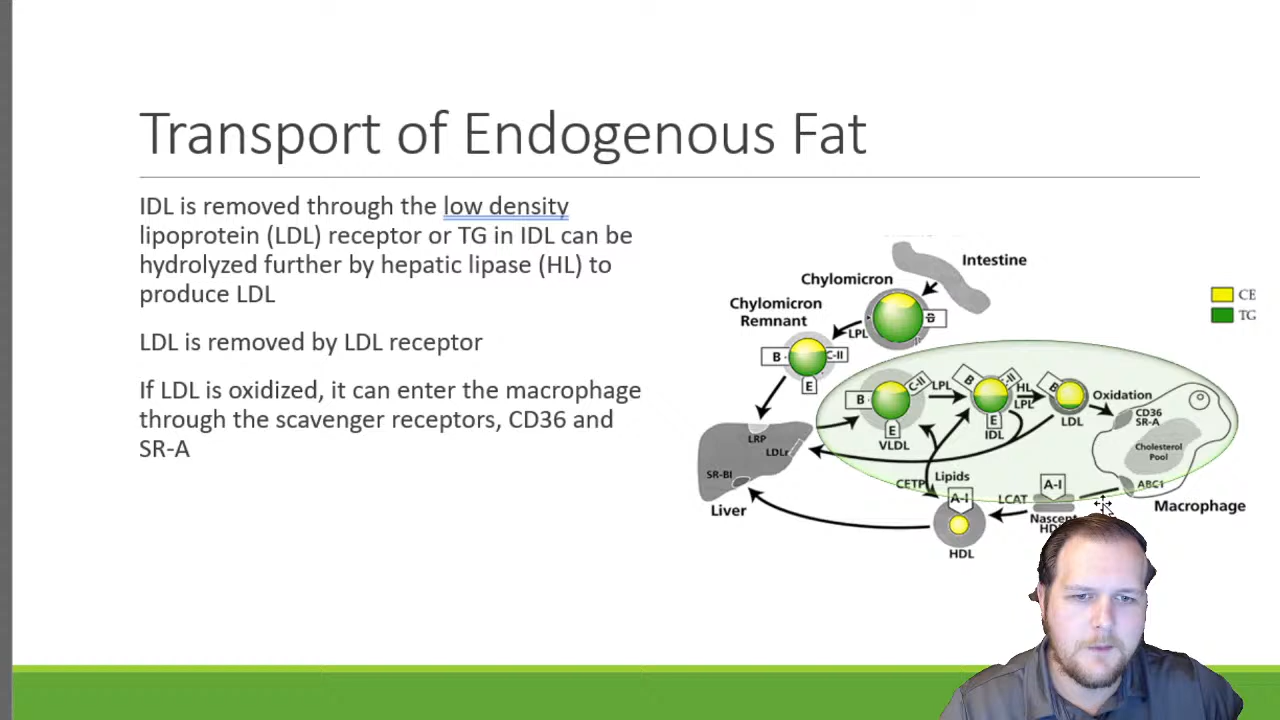 Transport of Endogenous Fat
IDL is removed through the low density
lipoprotein (LDL) receptor or TG in IDL can be
hydrolyzed further by hepatic lipase (HL) to
produce LDL
LDL is removed by LDL receptor
If LDL is oxidized, it can enter the macrophage
through the scavenger receptors, CD36 and
SR-A
Intestine
Chylomicron
CE
TG
Chylomicron
Remnant
B
LPL
B
C-II
E
B
C-II
LPL
B
C-II
HL
LPL
B
Oxidation
CD36
SR-A
E
VLDL
E
IDL
LDL
Cholesterol
Pool
LRP
LDLr
SR-BI
Liver
CETP
Lipids
A-I
LCAT
A-I
ABC1
Macrophage
Nascent
HDL